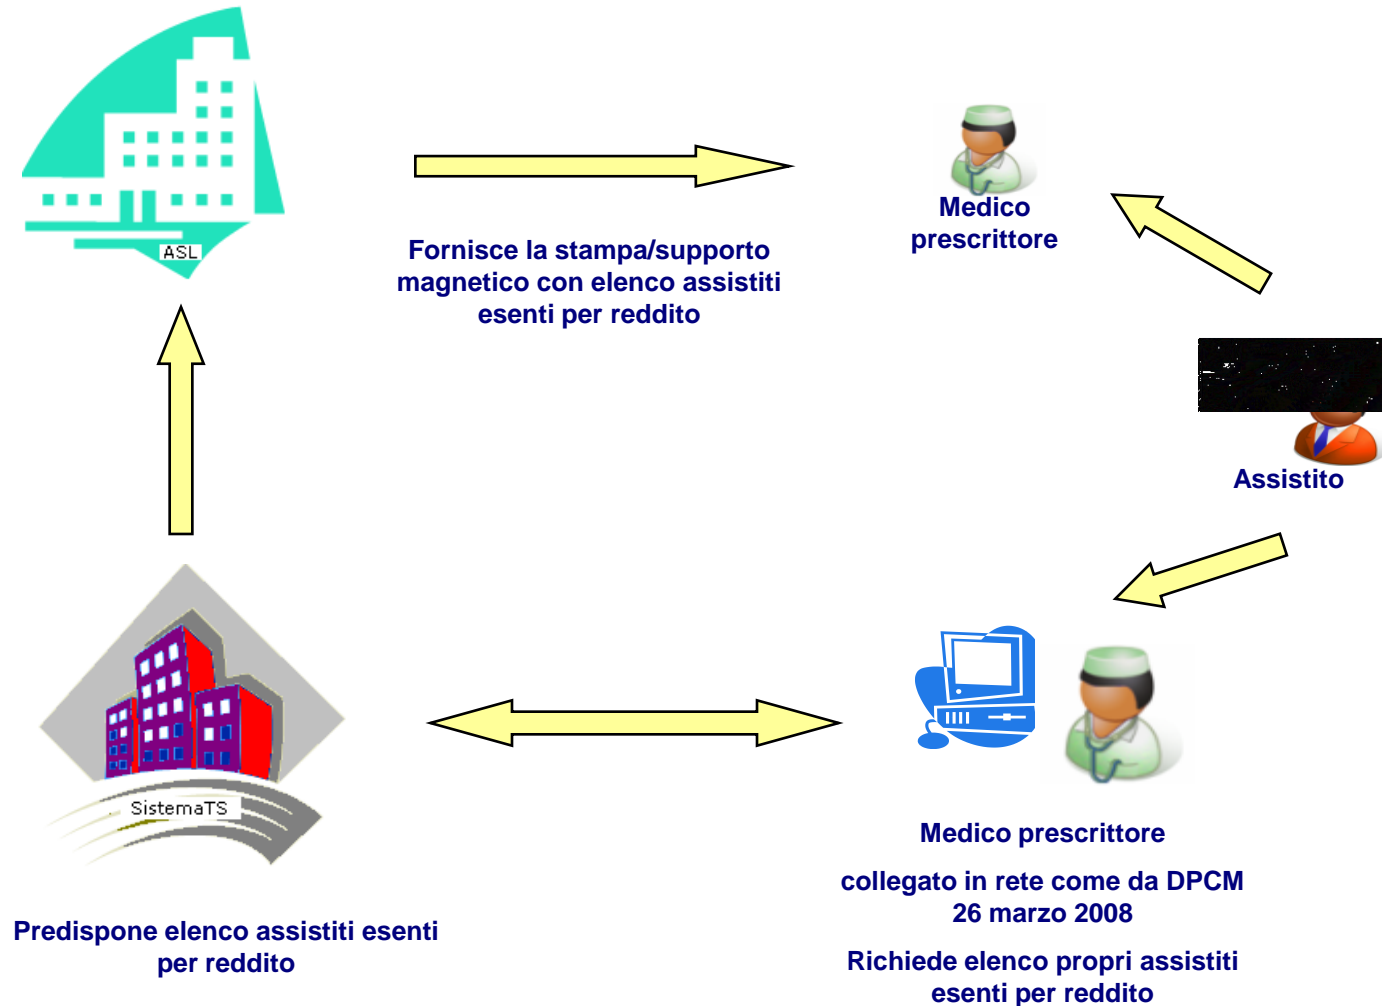 ASL
Fornisce la stampa/supporto
magnetico con elenco assistiti
esenti per reddito
Medico
prescrittore
Assistito
SistemaTS
Predispone elenco assistiti esenti
per reddito
Medico prescrittore
collegato in rete come da DPCM
26 marzo 2008
Richiede elenco propri assistiti
esenti per reddito